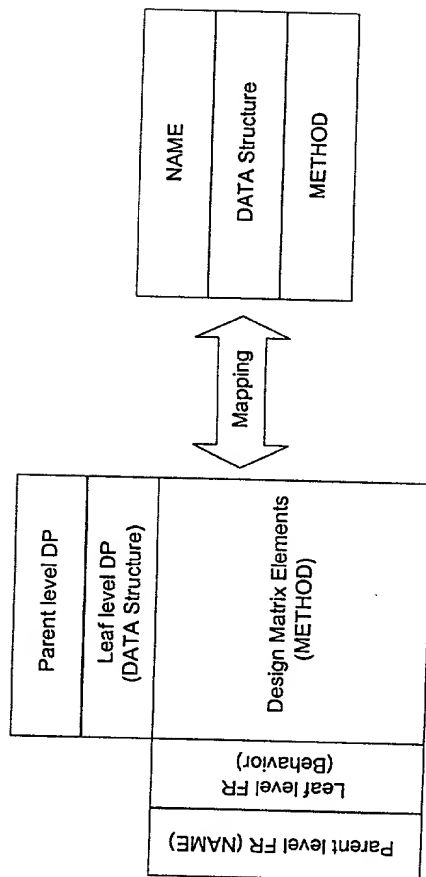 Parent level DP
Leaf level DP
(DATA Structure)
Design Matrix Elements
(METHOD)
Leaf level FR
(Behavior)
Parent level FR (NAME)
Mapping
NAME
DATA Structure
METHOD